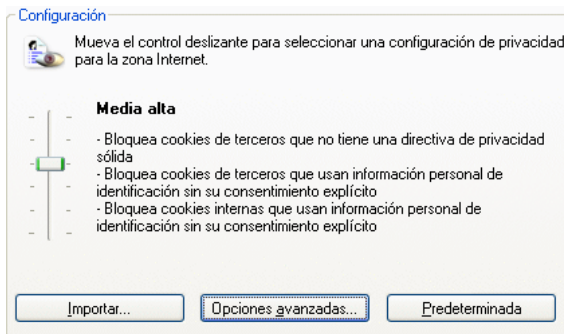 Configuración
Mueva el control deslizante para seleccionar una configuración de privacidad
para la zona Internet.
Media alta
- Bloquea cookies de terceros que no tiene una directiva de privacidad
sólida
- Bloquea cookies de terceros que usan información personal de
identificación sin su consentimiento explícito
- Bloquea cookies internas que usan información personal de
identificación sin su consentimiento explícito
Importar... Opciones avanzadas... Predeterminada